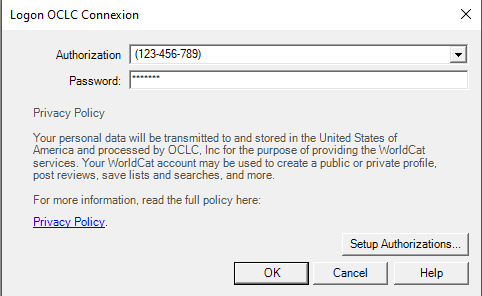 Logon OCLC Connexion
Authorization (123-456-789)
Password: *******
Privacy Policy
Your personal data will be transmitted to and stored in the United States of
America and processed by OCLC, Inc for the purpose of providing the WorldCat
services. Your WorldCat account may be used to create a public or private profile,
post reviews, save lists and searches, and more.
For more information, read the full policy here:
Privacy Policy.
Setup Authorizations...
OK Cancel Help